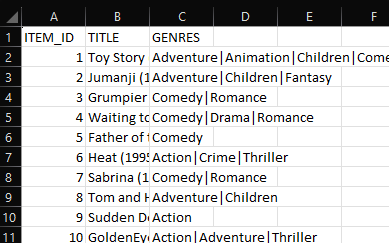 A B C D E F
1 ITEM_ID TITLE GENRES
2 1 Toy Story Adventure|Animation|Children|Come
3 2 Jumanji (1 Adventure|Children|Fantasy
4 3 Grumpier Comedy|Romance
5 4 Waiting to Comedy|Drama|Romance
6 5 Father of t Comedy
7 6 Heat (1995 Action|Crime|Thriller
8 7 Sabrina (1 Comedy|Romance
9 8 Tom and H Adventure|Children
10 9 Sudden De Action
11 10 GoldenEye Action|Adventure|Thriller